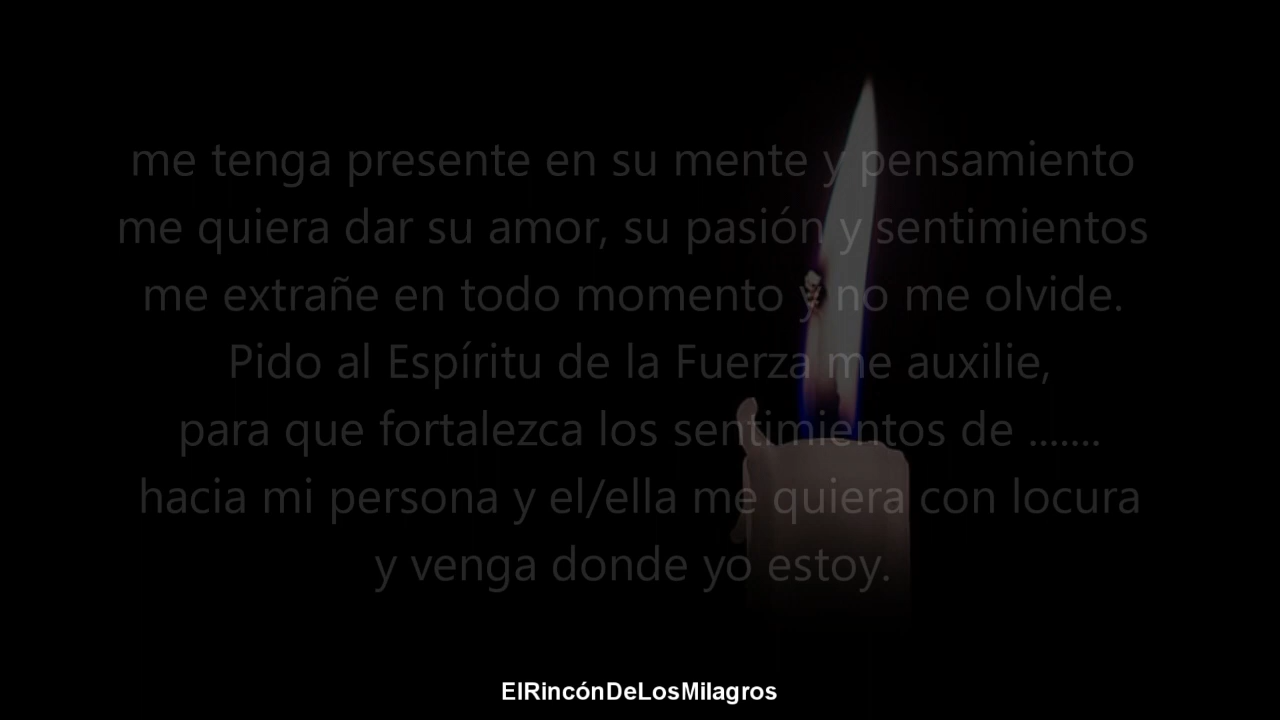 me tenga presente en su mente y pensamiento
me quiera dar su amor, su pasión y sentimientos
me extrañe en todo momento y no me olvide.
Pido al Espíritu de la Fuerza me auxilie,
para que fortalezca los sentimientos de .......
hacia mi persona y el/ella me quiera con locura
y venga donde yo estoy.
ElRincónDeLosMilagros